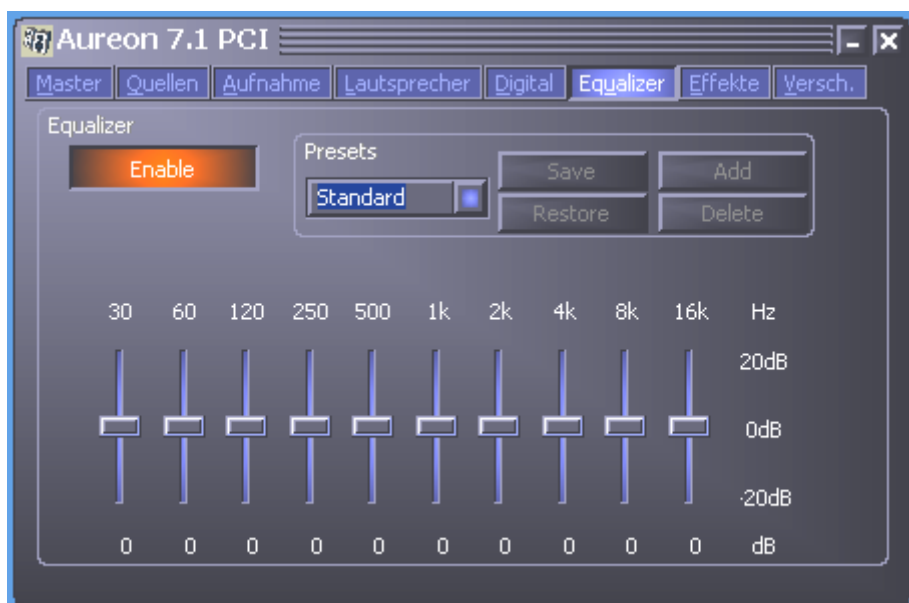 Aureon 7.1 PCI
Master Quellen Aufnahme Lautsprecher Digital Equalizer Effekte Versch.
Equalizer
Enable
Presets
Standard
Save Add
Restore Delete
30 60 120 250 500 1k 2k 4k 8k 16k Hz
20dB
0dB
-20dB
0 0 0 0 0 0 0 0 0 0 dB